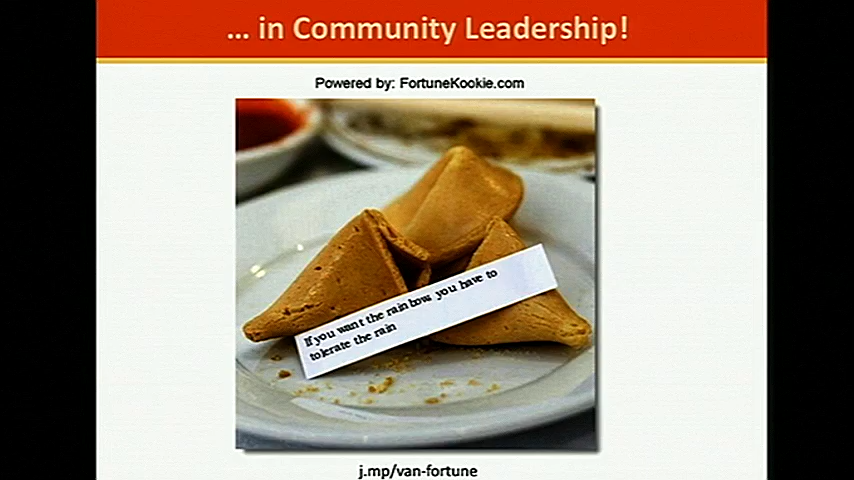 ... in Community Leadership!
Powered by: FortuneKookie.com
If you want the rainbow, you have to
tolerate the rain
j.mp/van-fortune